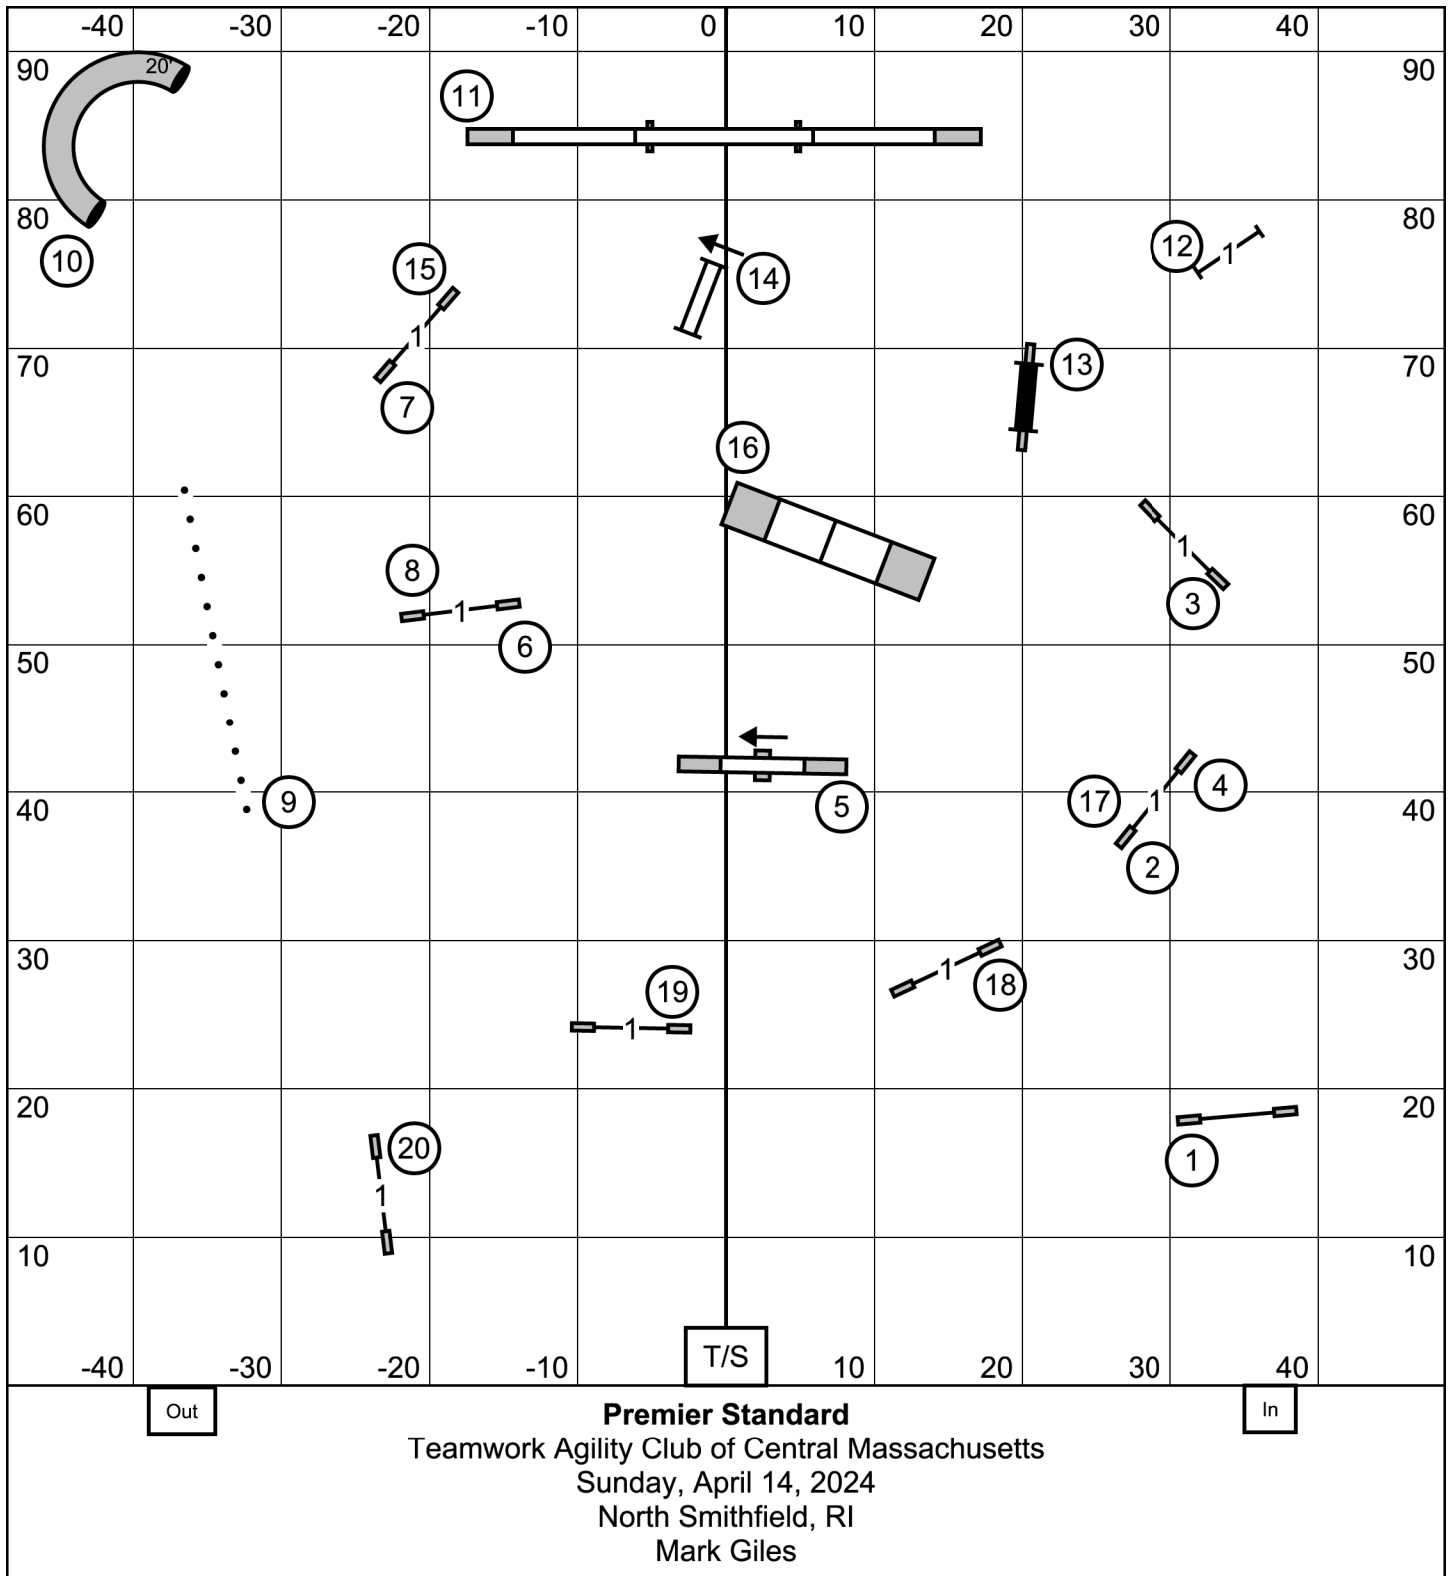 -40 -30 -20 -10 0 10 20 30 40
90 20' 90
11
80 80
12
10 15 14
1
1
70 13 70
7
16
60 60
1
8 3
1
6
50 50
4
17 1
9 5
40 40
2
30 30
1 18
19
1
20 20
20 1
1
10 10
-40 -30 -20 -10 T/S 10 20 30 40
Out In
Premier Standard
Teamwork Agility Club of Central Massachusetts
Sunday, April 14, 2024
North Smithfield, RI
Mark Giles